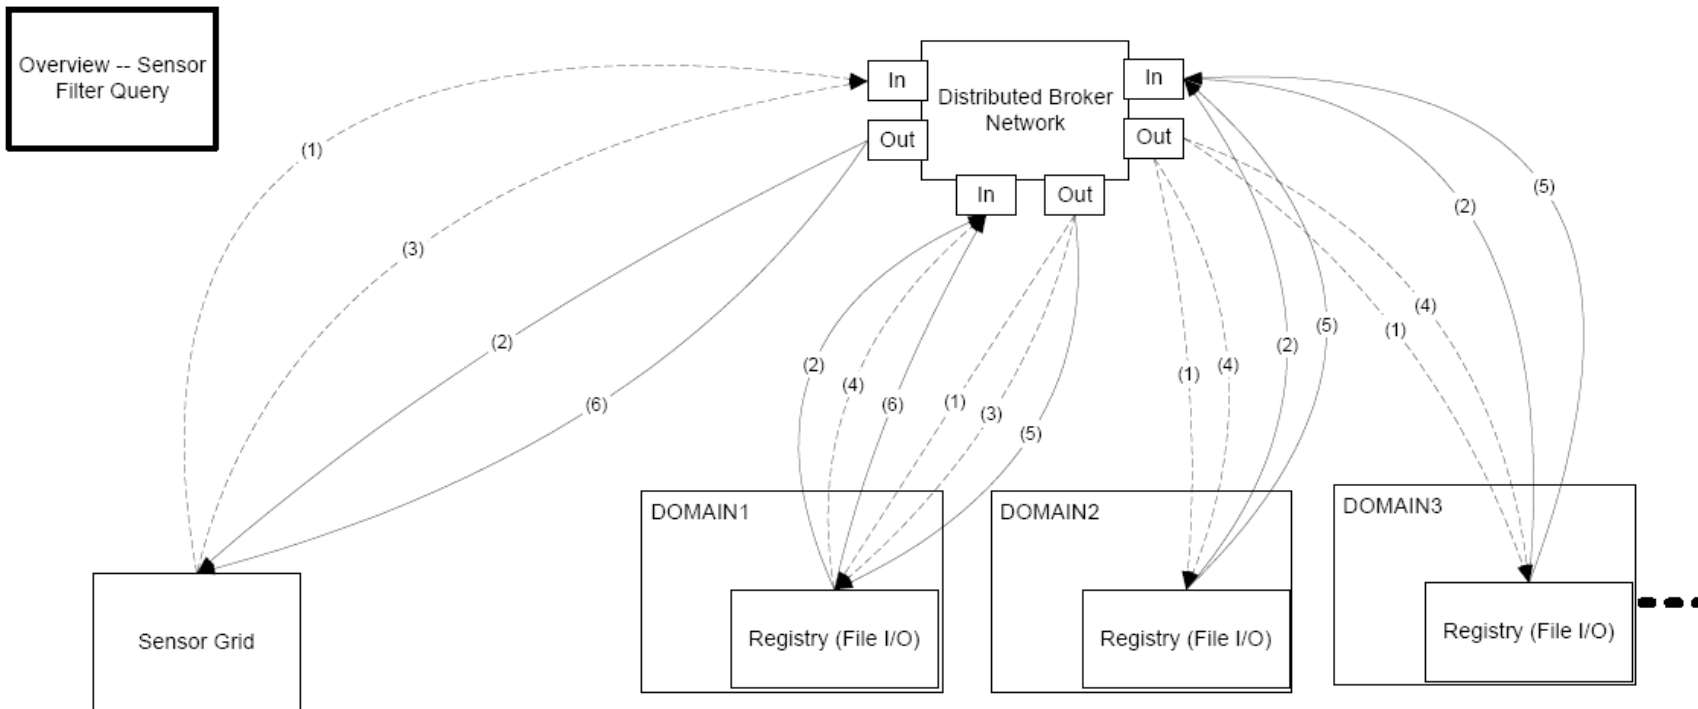 Overview -- Sensor
Filter Query
In
Out
Distributed Broker
Network
In
Out
In
Out
(1)
(3)
(2)
(6)
(2)
(4)
(6)
(1)
(3)
(5)
(1)
(4)
(2)
(5)
(1)
(4)
(2)
(5)
DOMAIN1
Registry (File I/O)
DOMAIN2
Registry (File I/O)
DOMAIN3
Registry (File I/O)
Sensor Grid